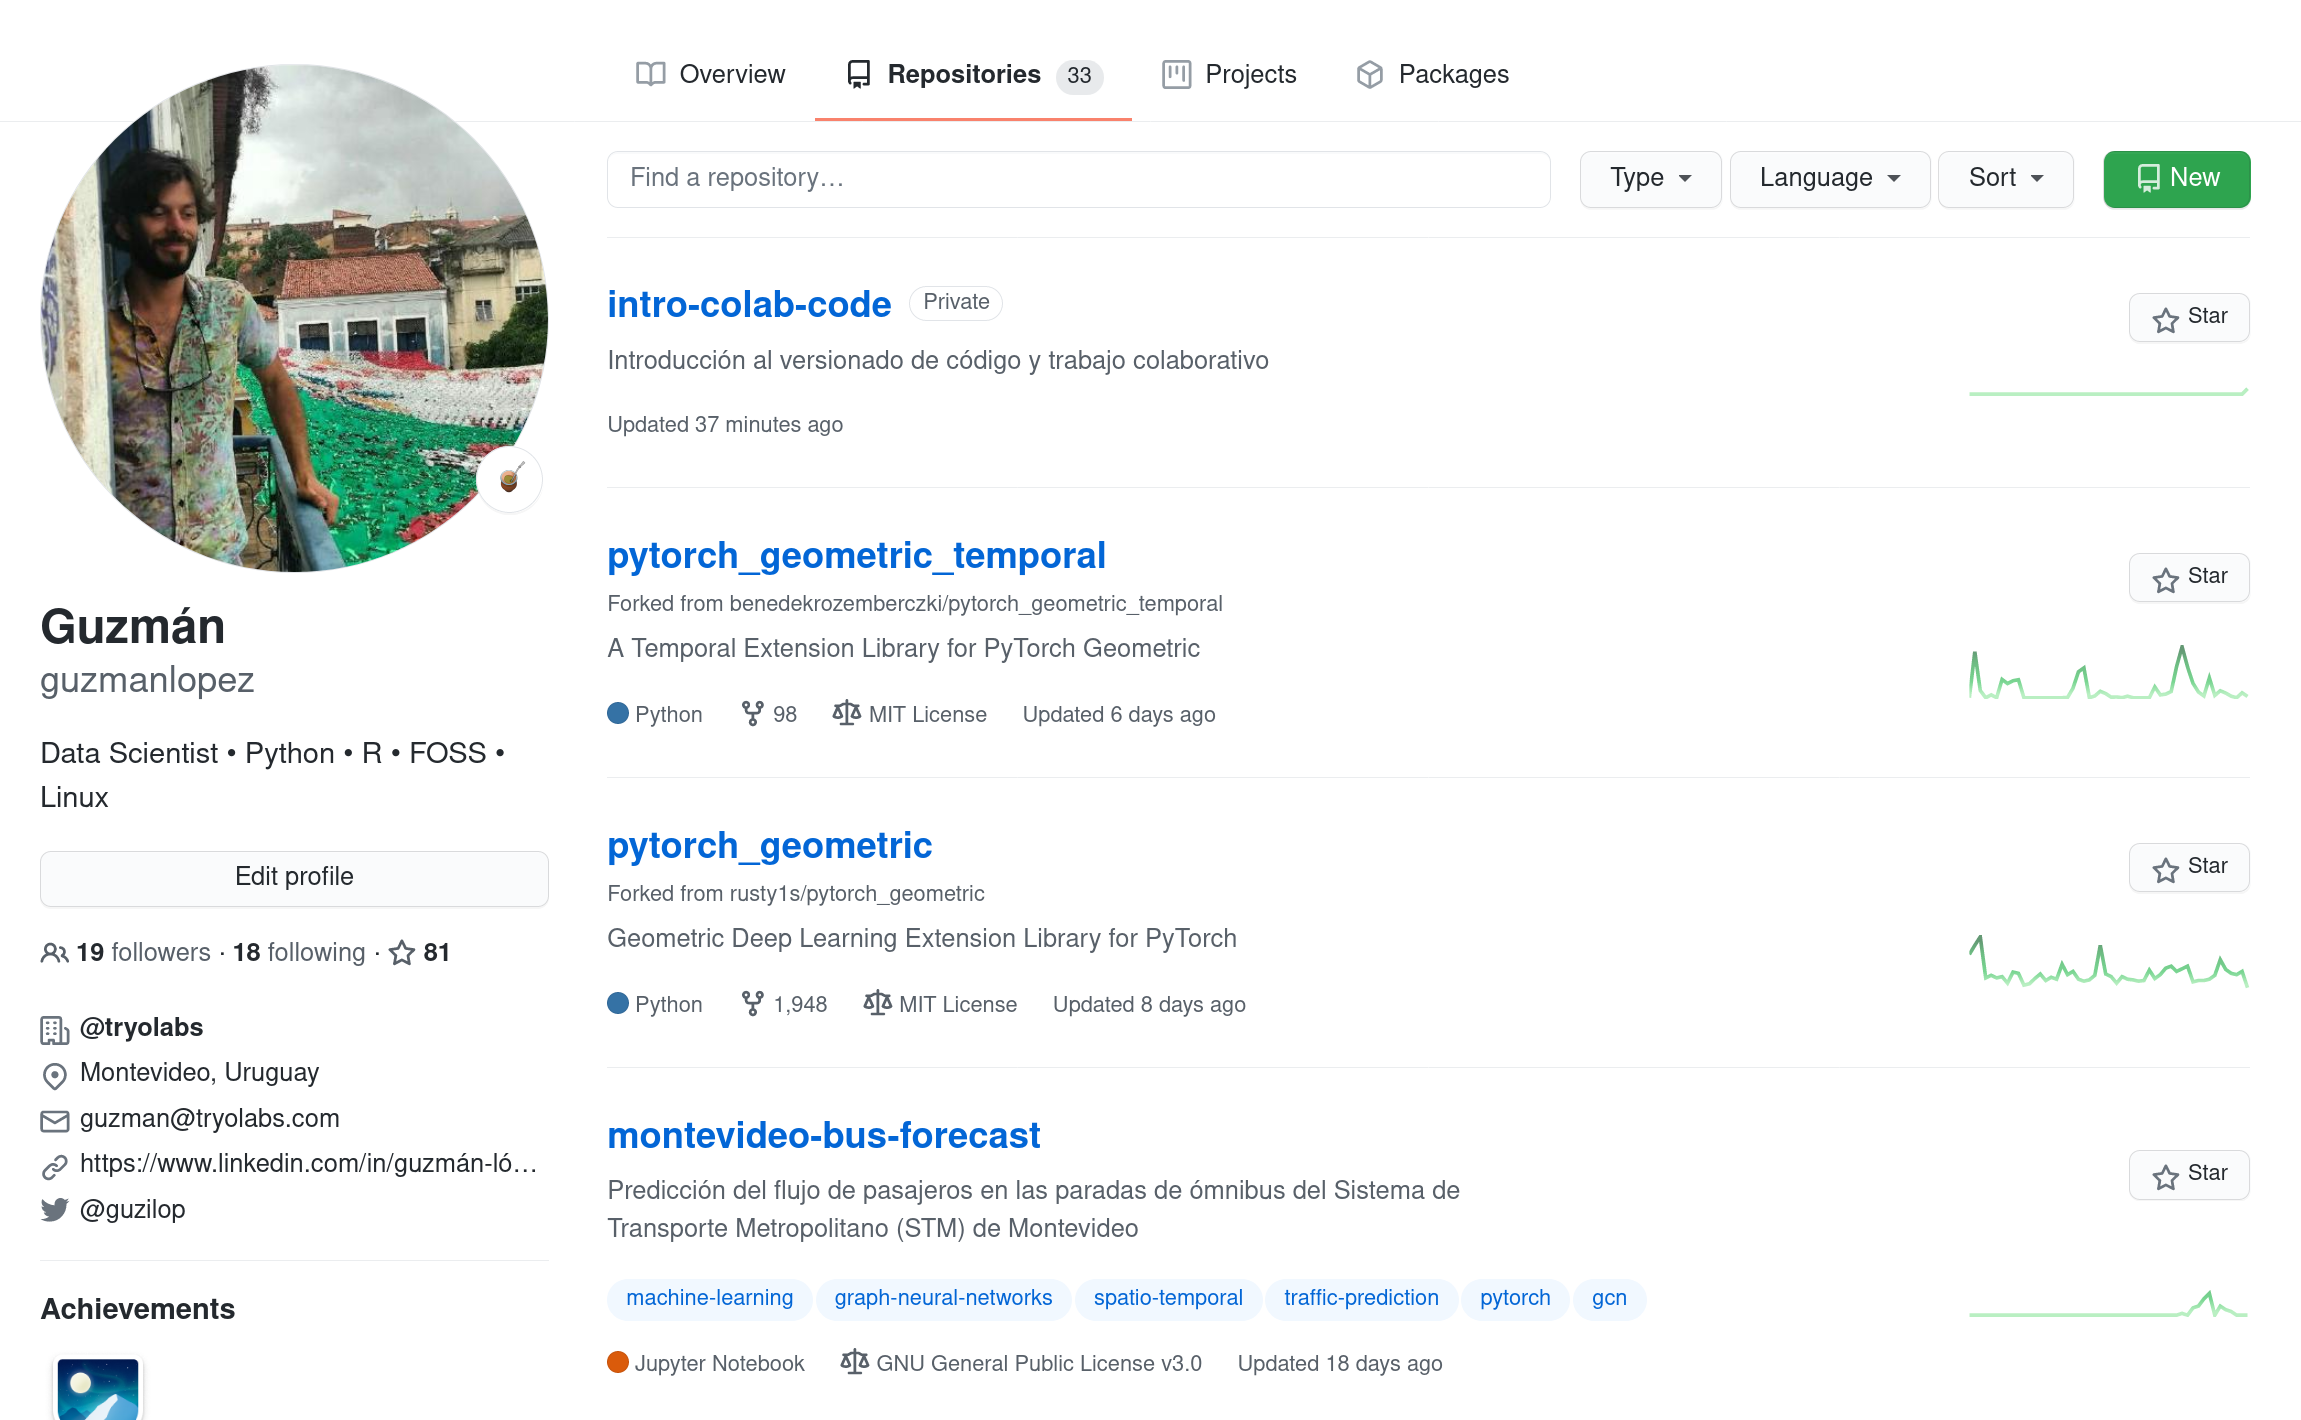 Overview
Repositories 33
Projects
Packages
Find a repository…
Type
Language
Sort
New
Guzmán
guzmanlopez
Data Scientist • Python • R • FOSS •
Linux
Edit profile
19 followers · 18 following · 81
@tryolabs
Montevideo, Uruguay
guzman@tryolabs.com
https://www.linkedin.com/in/guzmán-ló…
@guzilop
Achievements
intro-colab-code Private
Star
Introducción al versionado de código y trabajo colaborativo
Updated 37 minutes ago
pytorch_geometric_temporal
Star
Forked from benedekrozemberczki/pytorch_geometric_temporal
A Temporal Extension Library for PyTorch Geometric
Python 98 MIT License Updated 6 days ago
pytorch_geometric
Star
Forked from rusty1s/pytorch_geometric
Geometric Deep Learning Extension Library for PyTorch
Python 1,948 MIT License Updated 8 days ago
montevideo-bus-forecast
Star
Predicción del flujo de pasajeros en las paradas de ómnibus del Sistema de
Transporte Metropolitano (STM) de Montevideo
machine-learning graph-neural-networks spatio-temporal traffic-prediction pytorch gcn
Jupyter Notebook GNU General Public License v3.0 Updated 18 days ago